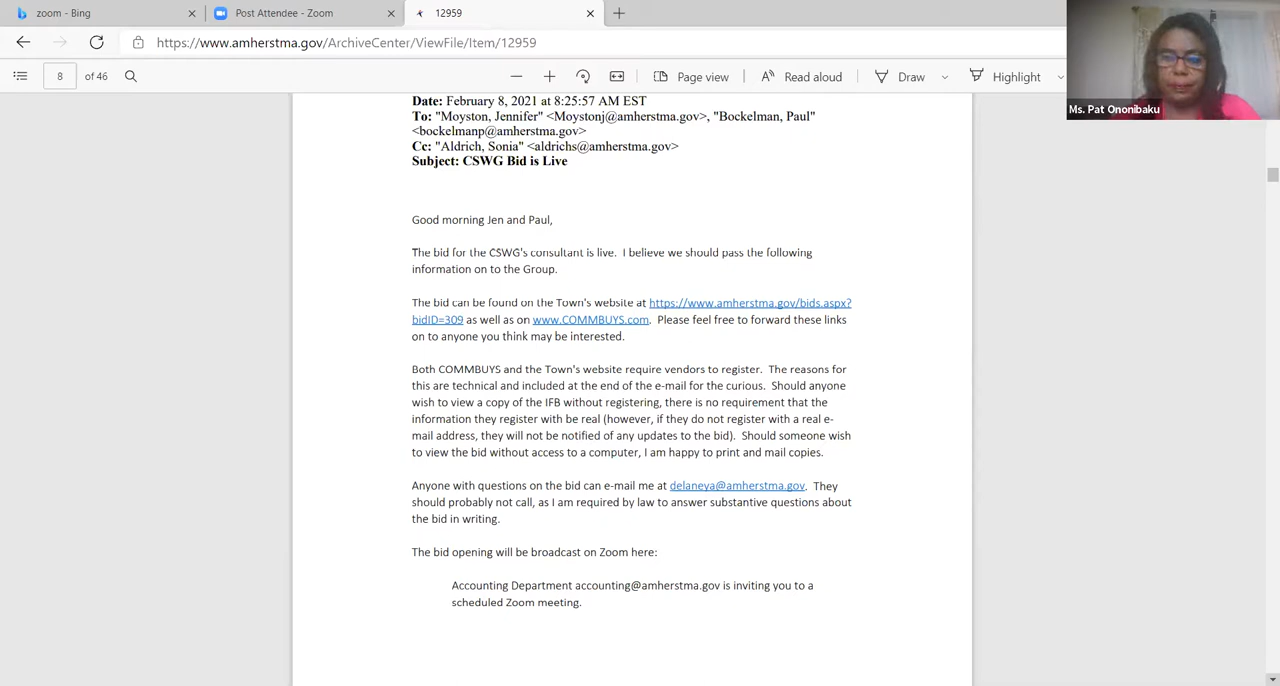 zoom - Bing
Post Attendee - Zoom
12959
https://www.amherstma.gov/ArchiveCenter/ViewFile/Item/12959
8 of 46
Page view
Read aloud
Draw
Highlight
Ms. Pat Ononibaku
Date: February 8, 2021 at 8:25:57 AM EST
To: "Moyston, Jennifer" <Moystonj@amherstma.gov>, "Bockelman, Paul"
<bockelmanp@amherstma.gov>
Cc: "Aldrich, Sonia" <aldrichs@amherstma.gov>
Subject: CSWG Bid is Live
Good morning Jen and Paul,
The bid for the CSWG's consultant is live. I believe we should pass the following
information on to the Group.
The bid can be found on the Town's website at https://www.amherstma.gov/bids.aspx?
bidID=309 as well as on www.COMMBUYS.com. Please feel free to forward these links
on to anyone you think may be interested.
Both COMMBUYS and the Town's website require vendors to register. The reasons for
this are technical and included at the end of the e-mail for the curious. Should anyone
wish to view a copy of the IFB without registering, there is no requirement that the
information they register with be real (however, if they do not register with a real e-
mail address, they will not be notified of any updates to the bid). Should someone wish
to view the bid without access to a computer, I am happy to print and mail copies.
Anyone with questions on the bid can e-mail me at delaneya@amherstma.gov. They
should probably not call, as I am required by law to answer substantive questions about
the bid in writing.
The bid opening will be broadcast on Zoom here:
Accounting Department accounting@amherstma.gov is inviting you to a
scheduled Zoom meeting.